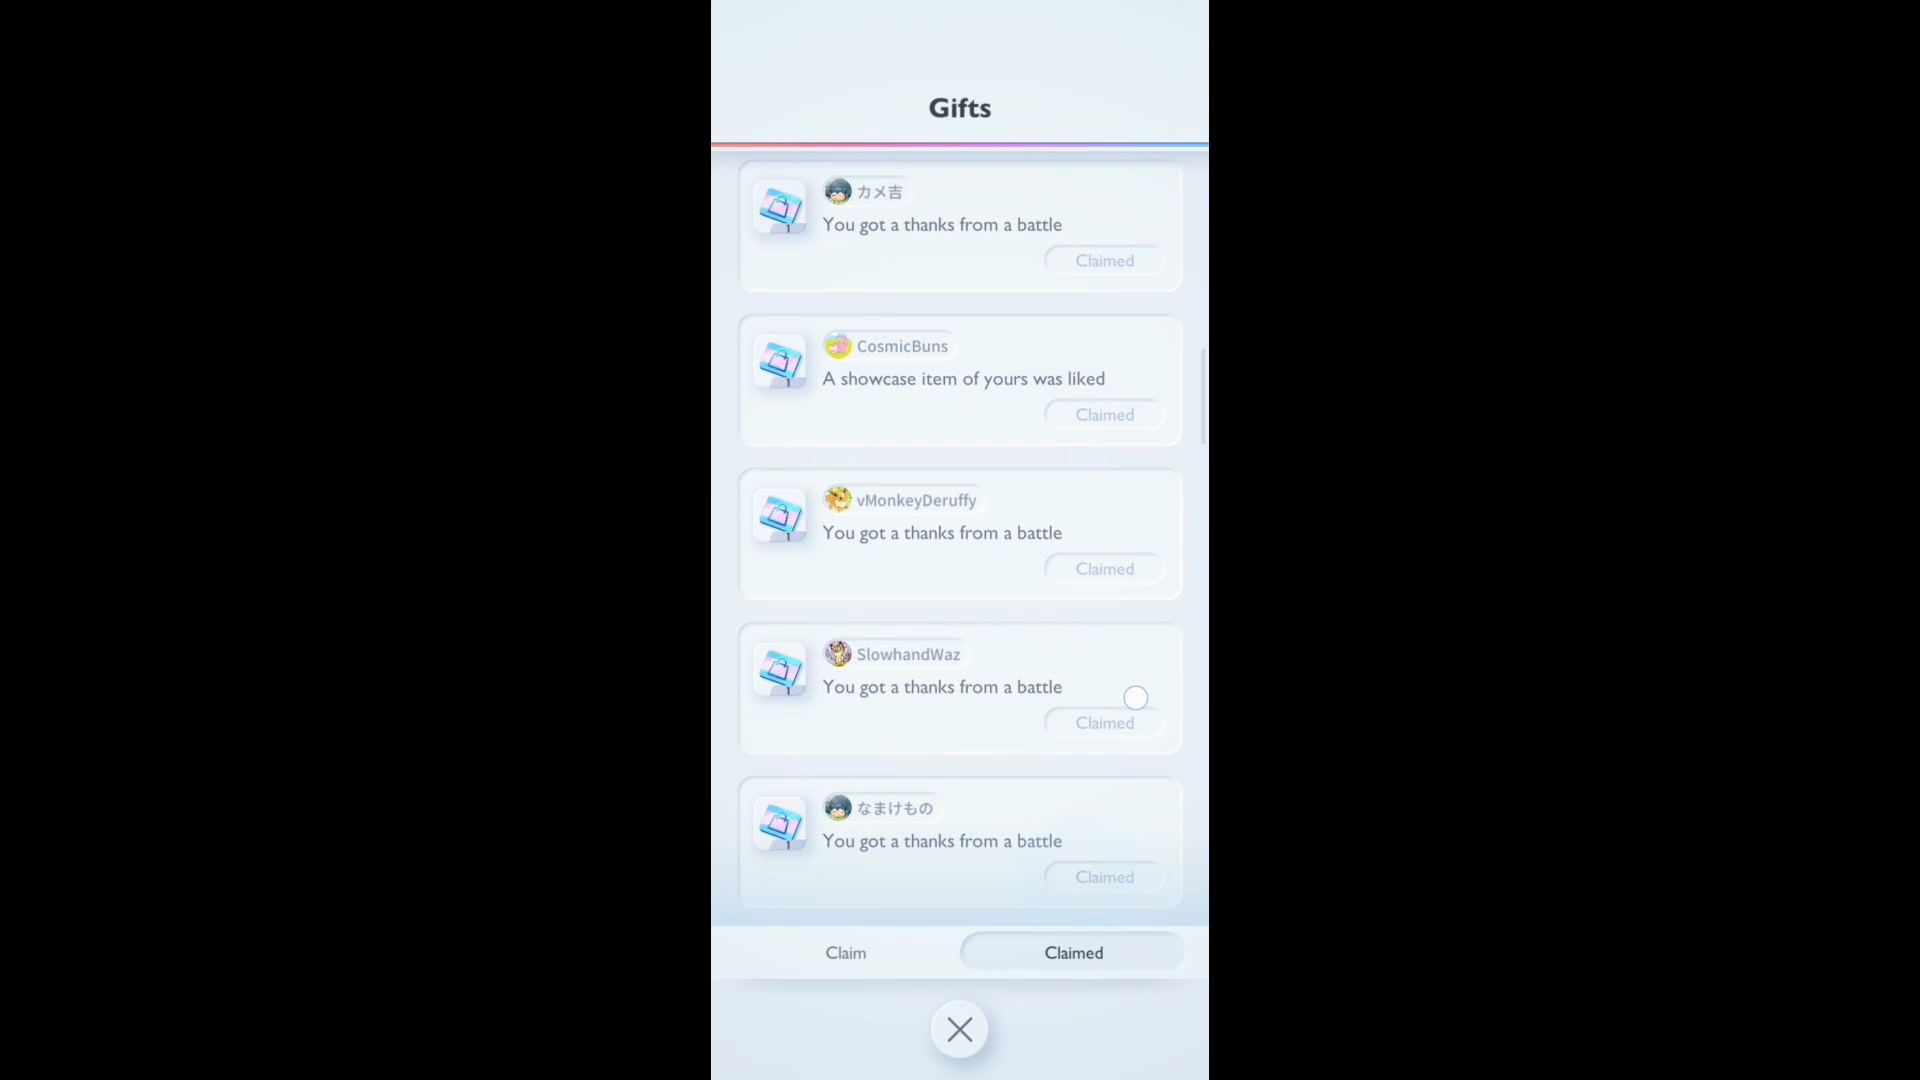 Gifts
カメ吉
You got a thanks from a battle
Claimed
CosmicBuns
A showcase item of yours was liked
Claimed
vMonkeyDeruffy
You got a thanks from a battle
Claimed
SlowhandWaz
You got a thanks from a battle
Claimed
なまけもの
You got a thanks from a battle
Claimed
Claim
Claimed